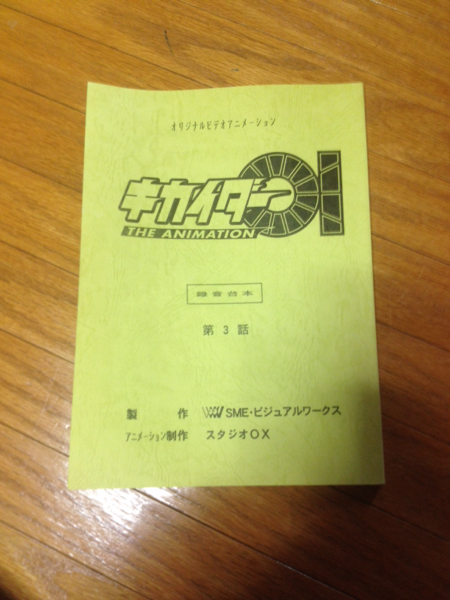 オリジナルビデオアニメーション
キカイダー01
THE ANIMATION
録音台本
第3話
製作 SME・ビジュアルワークス
アニメーション制作 スタジオOX